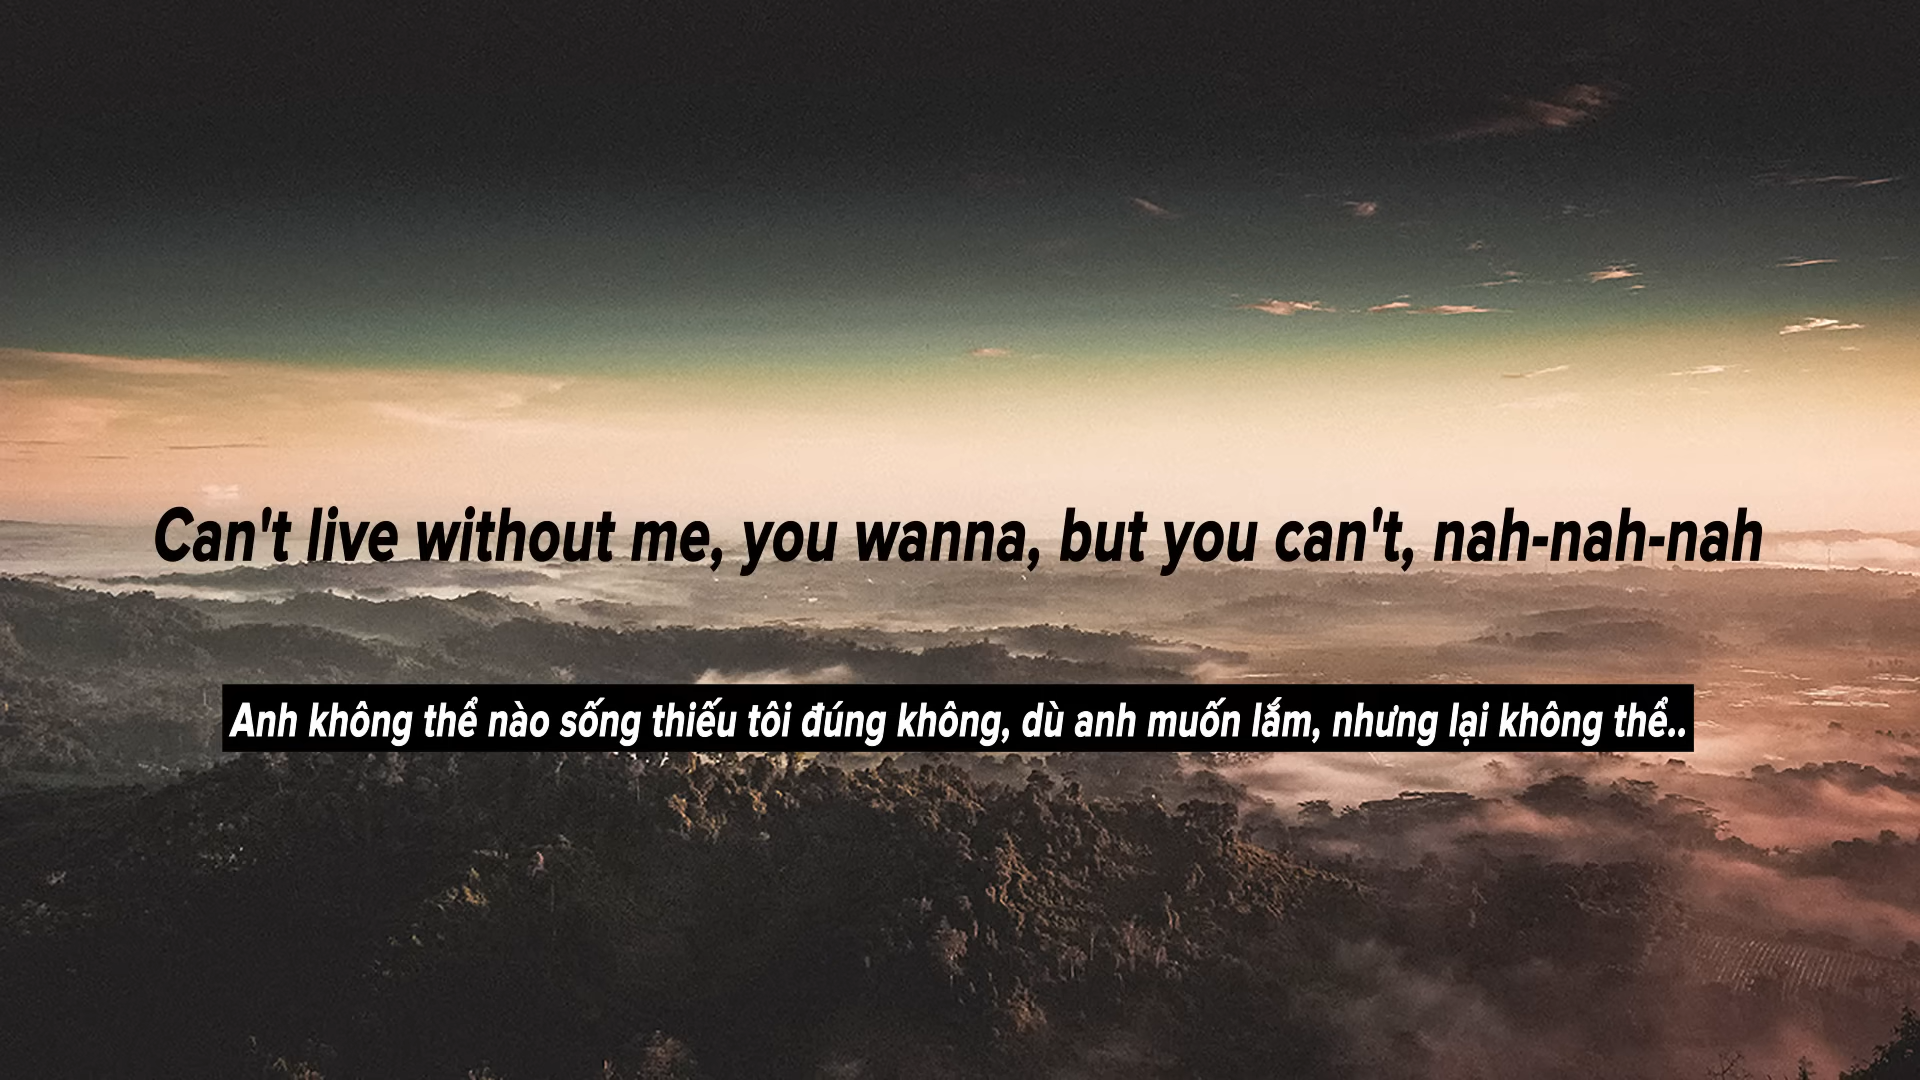 Can't live without me, you wanna, but you can't, nah-nah-nah
Anh không thể nào sống thiếu tôi đúng không, dù anh muốn lắm, nhưng lại không thể..